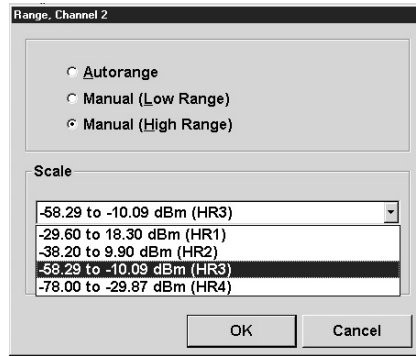 Range, Channel 2
Autorange
Manual (Low Range)
Manual (High Range)
Scale
-58.29 to -10.09 dBm (HR3)
-29.60 to 18.30 dBm (HR1)
-38.20 to 9.90 dBm (HR2)
-58.29 to -10.09 dBm (HR3)
-78.00 to -29.87 dBm (HR4)
OK
Cancel